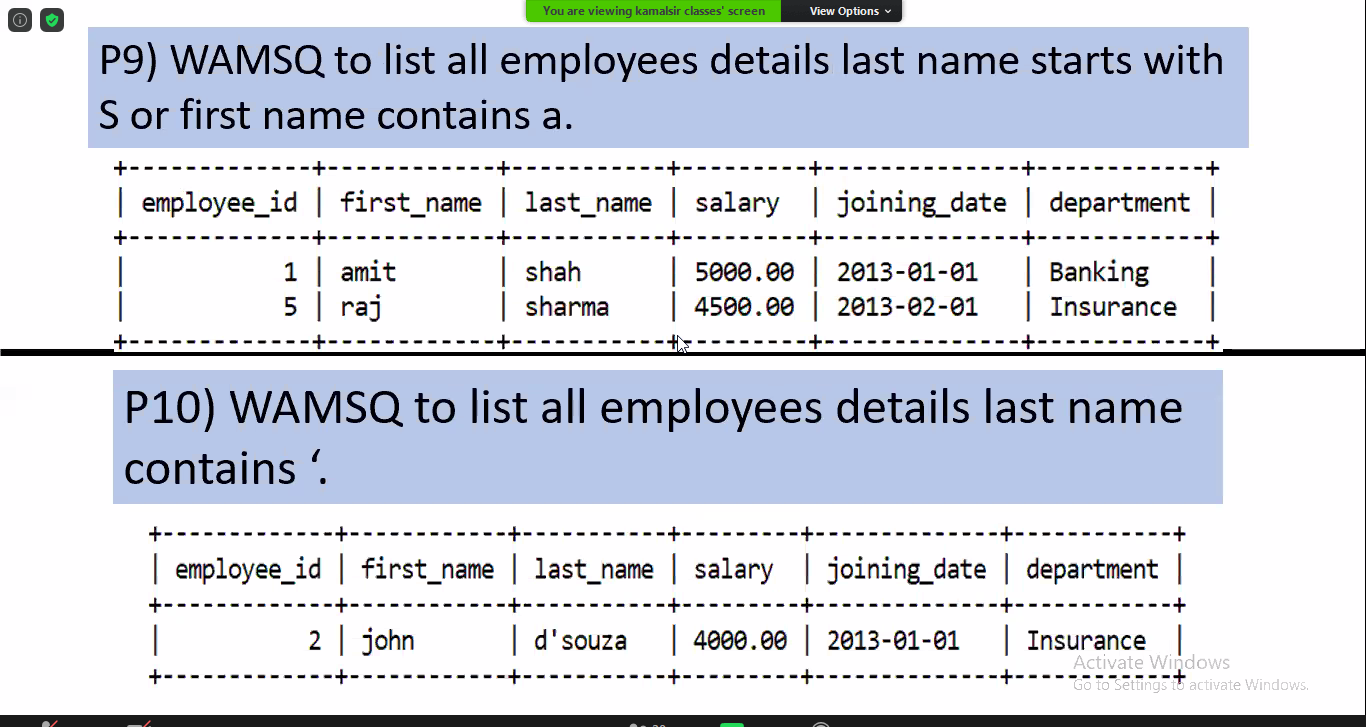 You are viewing kamalsir classes' screen
View Options
P9) WAMSQ to list all employees details last name starts with
S or first name contains a.
+-------------+------------+-----------+---------+--------------+------------+
| employee_id | first_name | last_name | salary  | joining_date | department |
+-------------+------------+-----------+---------+--------------+------------+
|           1 | amit       | shah      | 5000.00 | 2013-01-01   | Banking    |
|           5 | raj        | sharma    | 4500.00 | 2013-02-01   | Insurance  |
+-------------+------------+-----------+---------+--------------+------------+
P10) WAMSQ to list all employees details last name
contains ‘.
+-------------+------------+-----------+---------+--------------+------------+
| employee_id | first_name | last_name | salary  | joining_date | department |
+-------------+------------+-----------+---------+--------------+------------+
|           2 | john       | d'souza   | 4000.00 | 2013-01-01   | Insurance  |
+-------------+------------+-----------+---------+--------------+------------+
Activate Windows
Go to Settings to activate Windows.